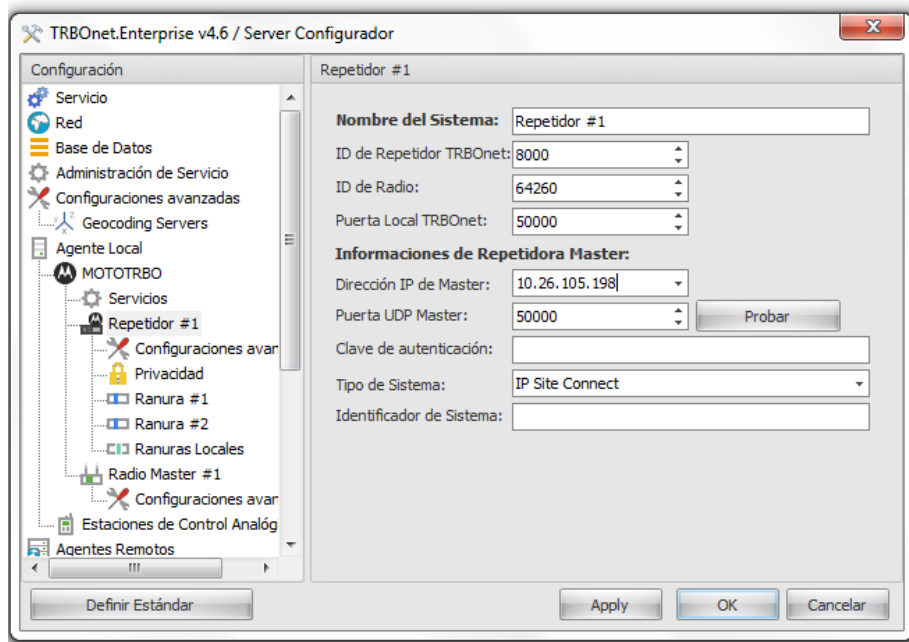 TRBOnet.Enterprise v4.6 / Server Configurador
Configuración
Servicio
Red
Base de Datos
Administración de Servicio
Configuraciones avanzadas
Geocoding Servers
Agente Local
MOTOTRBO
Servicios
Repetidor #1
Configuraciones avan
Privacidad
Ranura #1
Ranura #2
Ranuras Locales
Radio Master #1
Configuraciones avan
Estaciones de Control Analóg
Agentes Remotos
Repetidor #1
Nombre del Sistema: Repetidor #1
ID de Repetidor TRBOnet: 8000
ID de Radio: 64260
Puerta Local TRBOnet: 50000
Informaciones de Repetidora Master:
Dirección IP de Master: 10.26.105.198
Puerta UDP Master: 50000 Probar
Clave de autenticación:
Tipo de Sistema: IP Site Connect
Identificador de Sistema:
Definir Estándar Apply OK Cancelar